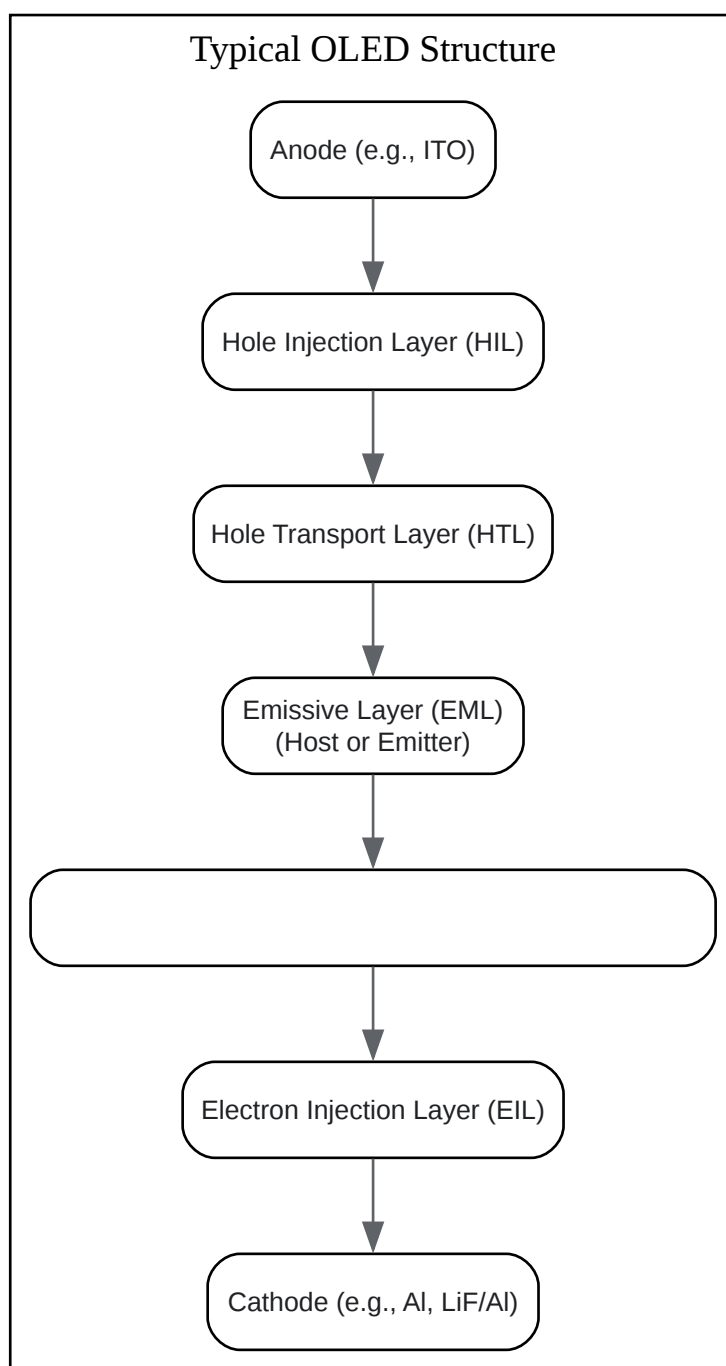 Typical OLED Structure
Anode (e.g., ITO)
Hole Injection Layer (HIL)
Hole Transport Layer (HTL)
Emissive Layer (EML)
(Host or Emitter)
Electron Injection Layer (EIL)
Cathode (e.g., Al, LiF/Al)